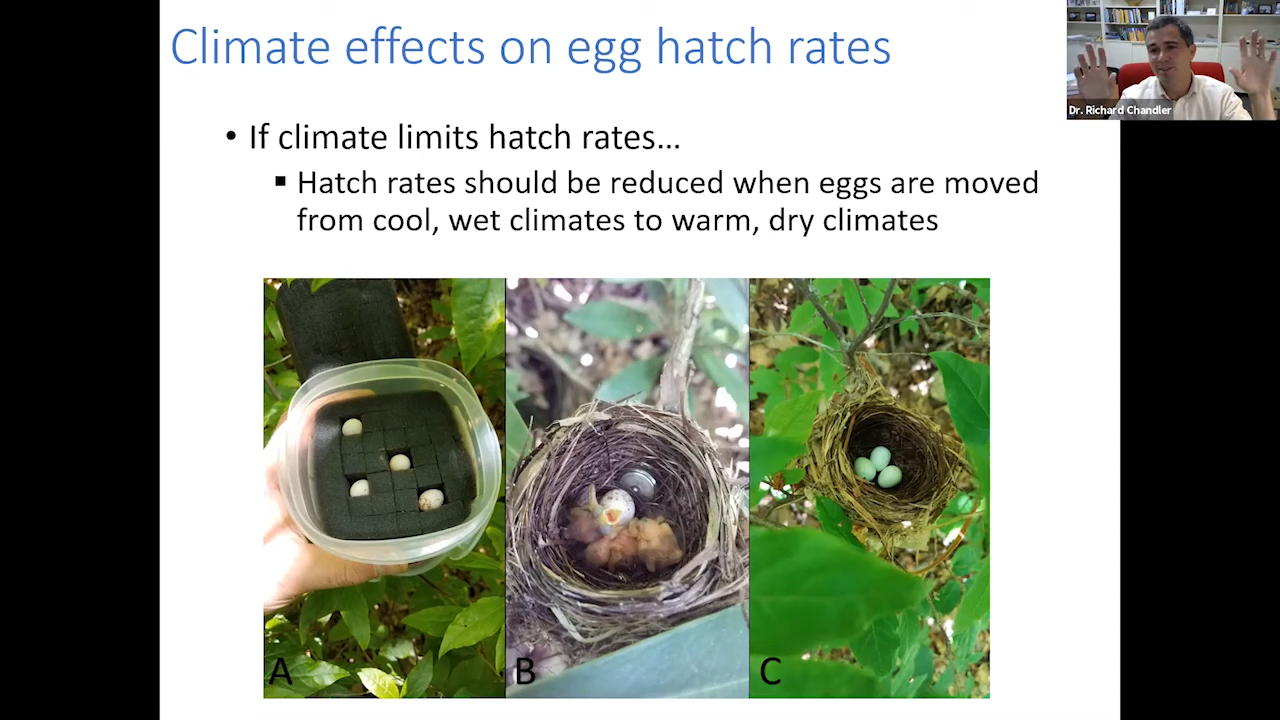 Climate effects on egg hatch rates
Dr. Richard Chandler
• If climate limits hatch rates…
▪ Hatch rates should be reduced when eggs are moved
from cool, wet climates to warm, dry climates
A
B
C